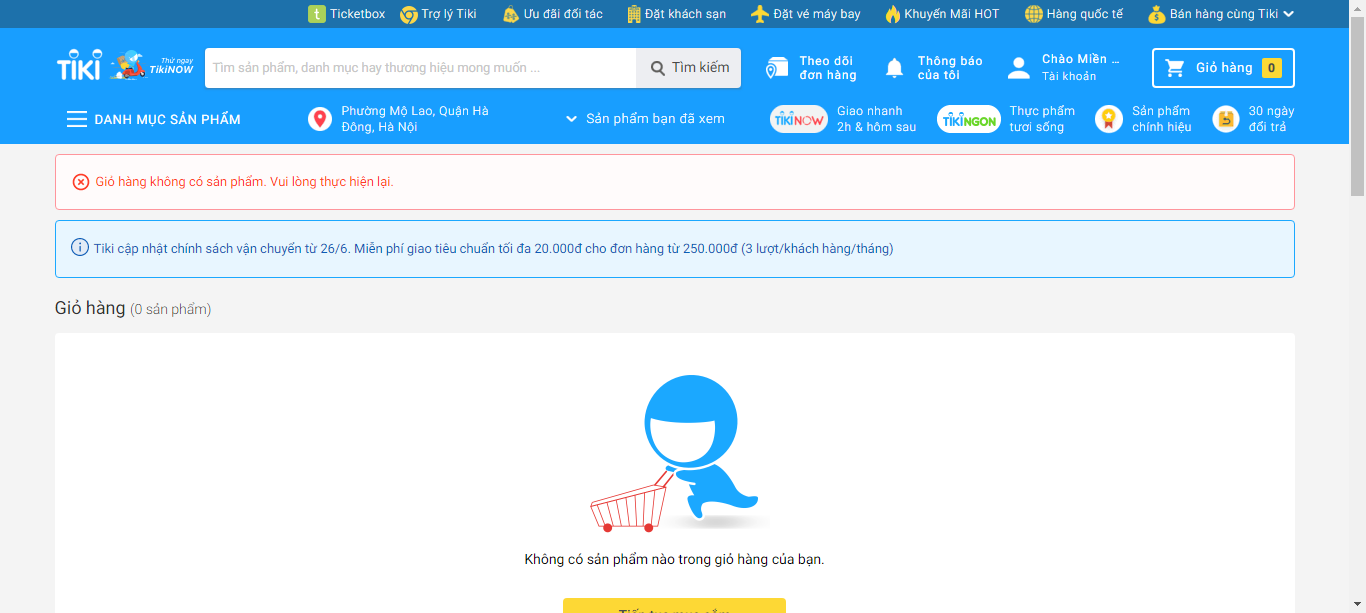 Ticketbox Trợ lý Tiki Ưu đãi đối tác Đặt khách sạn Đặt vé máy bay Khuyến Mãi HOT Hàng quốc tế Bán hàng cùng Tiki
TIKI
Thử ngay
TikiNOW
Tìm sản phẩm, danh mục hay thương hiệu mong muốn ...
Tìm kiếm
Theo dõi
đơn hàng
Thông báo
của tôi
Chào Miền ...
Tài khoản
Giỏ hàng 0
DANH MỤC SẢN PHẨM
Phường Mộ Lao, Quận Hà
Đông, Hà Nội
Sản phẩm bạn đã xem
TIKINOW
Giao nhanh
2h & hôm sau
TIKINGON
Thực phẩm
tươi sống
Sản phẩm
chính hiệu
30 ngày
đổi trả
Giỏ hàng không có sản phẩm. Vui lòng thực hiện lại.
Tiki cập nhật chính sách vận chuyển từ 26/6. Miễn phí giao tiêu chuẩn tối đa 20.000đ cho đơn hàng từ 250.000đ (3 lượt/khách hàng/tháng)
Giỏ hàng (0 sản phẩm)
Không có sản phẩm nào trong giỏ hàng của bạn.
Tiếp tục mua sắm